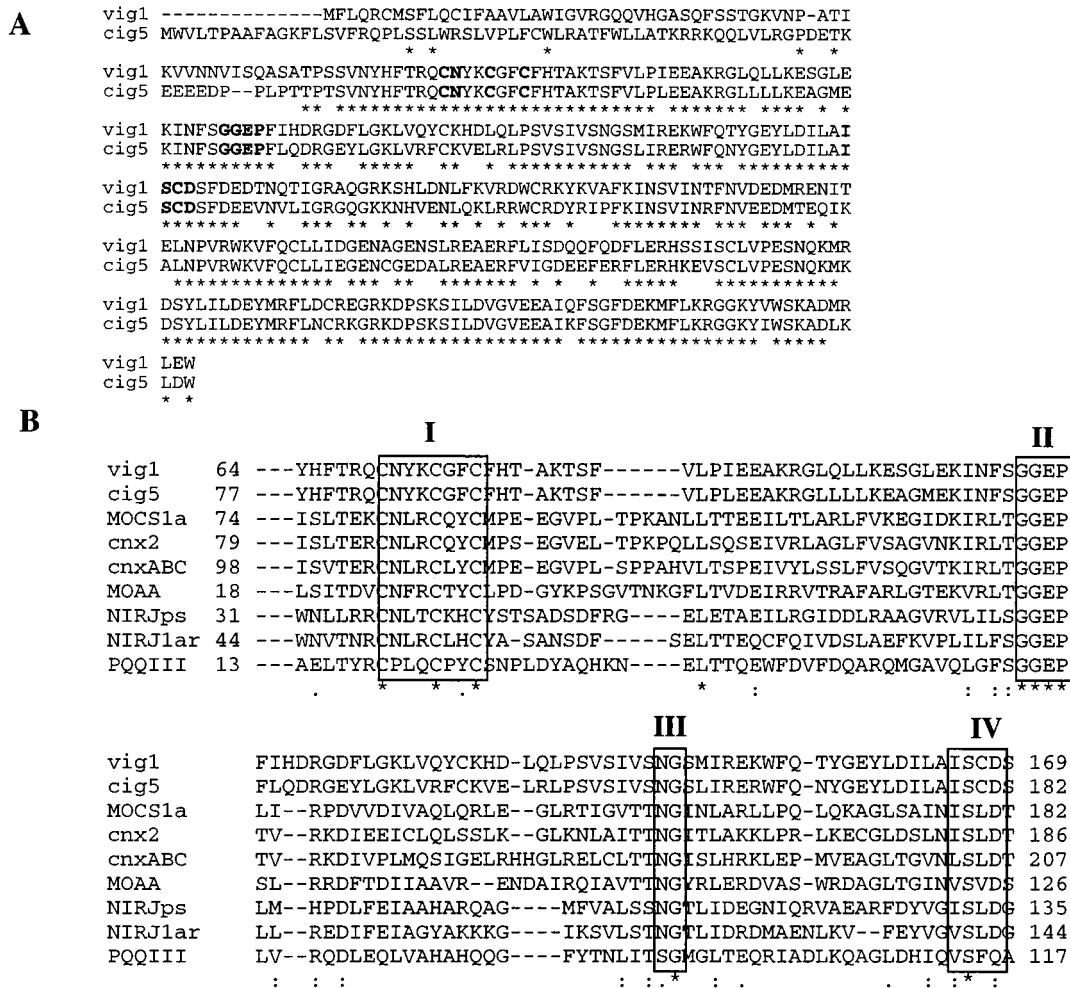 A
vig1 ---------------MFLQRCMSFLQCIFAAVLAWIGVRGQQVHGASQFSSTGKVNP-ATI
cig5 MWVLTPAAFAGKFLSVFRQPLSSLWRSLVPLFCWLRATFWLLATKRRKQQLVLRGPDETK
* * * * *
vig1 KVVNNVISQASATPSSVNYHFTRQCNYKCGFCFHTAKTSFVLPIEEAKRGLQLLKESGLE
cig5 EEEEDP--PLPTTPTSVNYHFTRQCNYKCGFCFHTAKTSFVLPLEEAKRGLLLLKEAGME
** ******************************* ******* **** * *
vig1 KINFSGGEPFIHDRGDFLGKLVQYCKHDLQLPSVSIVSNGSMIREKWFQTYGEYLDILAI
cig5 KINFSGGEPFLQDRGEYLGKLVRFCKVELRLPSVSIVSNGSLIRERWFQNYGEYLDILAI
********** *** ***** ** * *********** *** *** **********
vig1 SCDSFDEDTNQTIGRAQGRKSHLDNLFKVRDWCRKYKVAFKINSVINTFNVDEDMRENIT
cig5 SCDSFDEEVNVLIGRGQGKKNHVENLQKLRRWCRDYRIPFKINSVINRFNVEEDMTEQIK
******* * *** ** * * ** * * *** * ******** *** *** * *
vig1 ELNPVRWKVFQCLLIDGENAGENSLREAERFLISDQQFQDFLERHSSISCLVPESNQKMR
cig5 ALNPVRWKVFQCLLIEGENCGEDALREAERFVIGDEEFERFLERHKEVSCLVPESNQKMK
************** *** ** ******* * * * ***** ***********
vig1 DSYLILDEYMRFLDCREGRKDPSKSILDVGVEEAIQFSGFDEKMFLKRGGKYVWSKADMR
cig5 DSYLILDEYMRFLNCRKGRKDPSKSILDVGVEEAIKFSGFDEKMFLKRGGKYIWSKADLK
************* ** ****************** **************** *****
vig1 LEW
cig5 LDW
* *
B
I II
vig1 64 ---YHFTRQCNYKCGFCFHT-AKTSF------VLPIEEAKRGLQLLKESGLEKINFSGGEP
cig5 77 ---YHFTRQCNYKCGFCFHT-AKTSF------VLPLEEAKRGLLLLKEAGMEKINFSGGEP
MOCS1a 74 ---ISLTEKCNLRCQYCMPE-EGVPL-TPKANLLTTEEILTLARLFVKEGIDKIRLTGGEP
cnx2 79 ---ISLTERCNLRCQYCMPS-EGVEL-TPKPQLLSQSEIVRLAGLFVSAGVNKIRLTGGEP
cnxABC 98 ---ISVTERCNLRCLYCMPE-EGVPL-SPPAHVLTSPEIVYLSSLFVSQGVTKIRLTGGEP
MOAA 18 ---LSITDVCNFRCTYCLPD-GYKPSGVTNKGFLTVDEIRRVTRAFARLGTEKVRLTGGEP
NIRJps 31 ---WNLLRRCNLTCKHCYSTSADSDFRG----ELETAEILRGIDDLRAAGVRVLILSGGEP
NIRJ1ar 44 ---WNVTNRCNLRCLHCYA-SANSDF-----SELTTEQCFQIVDSLAEFKVPLILFSGGEP
PQQIII 13 ---AELTYRCPLQCPYCSNPLDYAQHKN----ELTTQEWFDVFDQARQMGAVQLGFSGGEP
. * * .* * : : ::****
III IV
vig1 FIHDRGDFLGKLVQYCKHD-LQLPSVSIVSNGSMIREKWFQ-TYGEYLDILAISCDS 169
cig5 FLQDRGEYLGKLVRFCKVE-LRLPSVSIVSNGSLIRERWFQ-NYGEYLDILAISCDS 182
MOCS1a LI--RPDVVDIVAQLQRLE--GLRTIGVTTNGINLARLLPQ-LQKAGLSAINISLDT 182
cnx2 TV--RKDIEEICLQLSSLK--GLKNLAITTNGITLAKKLPR-LKECGLDSLNISLDT 186
cnxABC TV--RKDIVPLMQSIGELRHHGLRELCLTTNGISLHRKLEP-MVEAGLTGVNLSLDT 207
MOAA SL--RRDFTDIIAAVR--ENDAIRQIAVTTNGYRLERDVAS-WRDAGLTGINVSVDS 126
NIRJps LM--HPDLFEIAAHARQAG----MFVALSSNGTLIDEGNIQRVAEARFDYVGISLDG 135
NIRJ1ar LL--REDIFEIAGYAKKKG----IKSVLSTNGTLIDRDMAENLKV--FEYVGVSLDG 144
PQQIII LV--RQDLEQLVAHAHQQG----FYTNLITSGMGLTEQRIADLKQAGLDHIQVSFQA 117
: : : : :.* : . . : .:* :